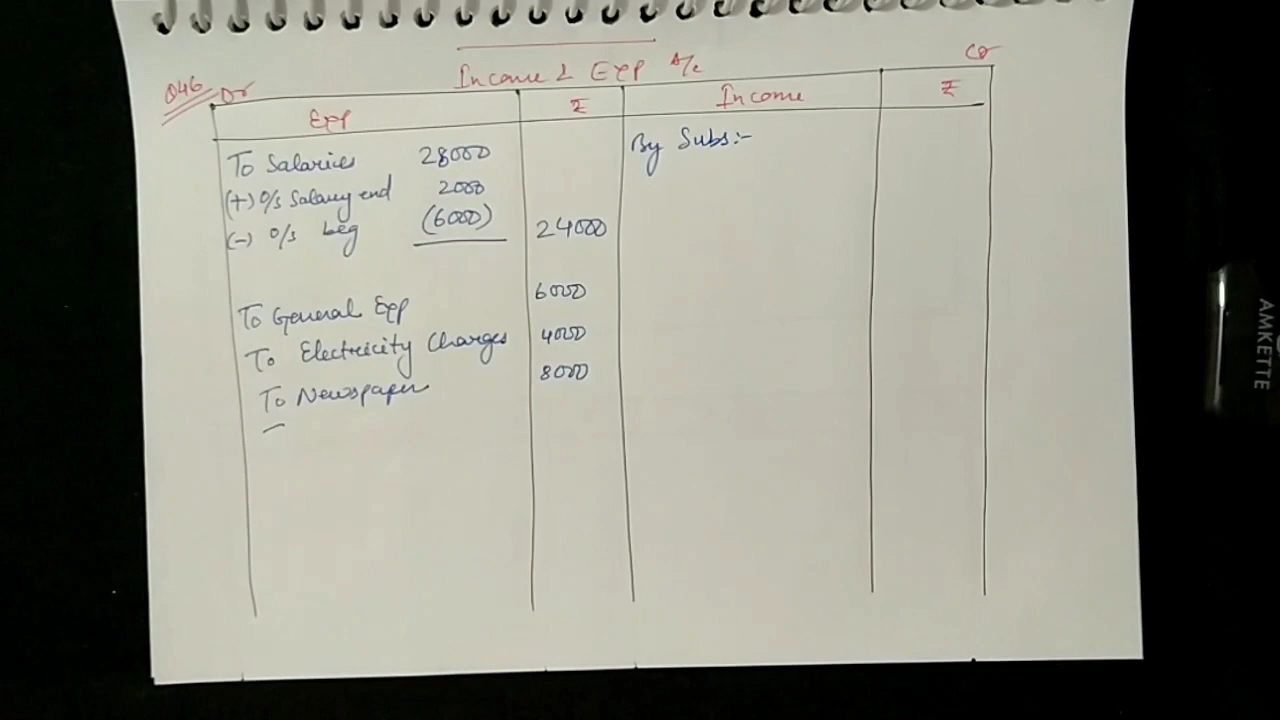 Income & Exp A/c
Q46 Dr Cr
Exp ₹ Income ₹
To Salaries 28000 By Subs:-
(+) O/s Salary end 2000
(-) O/s beg (6000) 24000
To General Exp 6000
To Electricity Charges 4000
To Newspaper 8000
AMKETTE